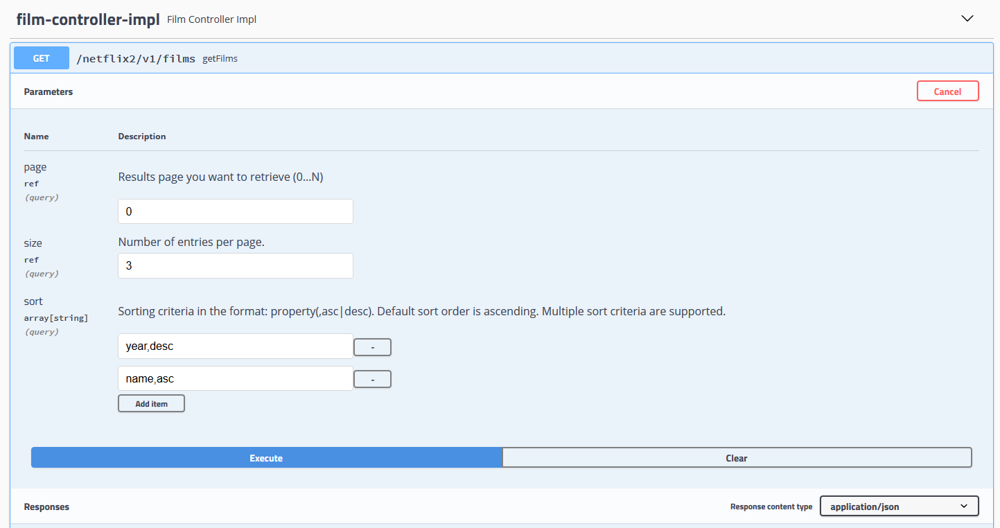 film-controller-impl Film Controller Impl
GET /netflix2/v1/films getFilms
Parameters Cancel
Name Description
page
ref
(query)
Results page you want to retrieve (0...N)
0
size
ref
(query)
Number of entries per page.
3
sort
array[string]
(query)
Sorting criteria in the format: property(,asc|desc). Default sort order is ascending. Multiple sort criteria are supported.
year,desc -
name,asc -
Add item
Execute Clear
Responses Response content type application/json